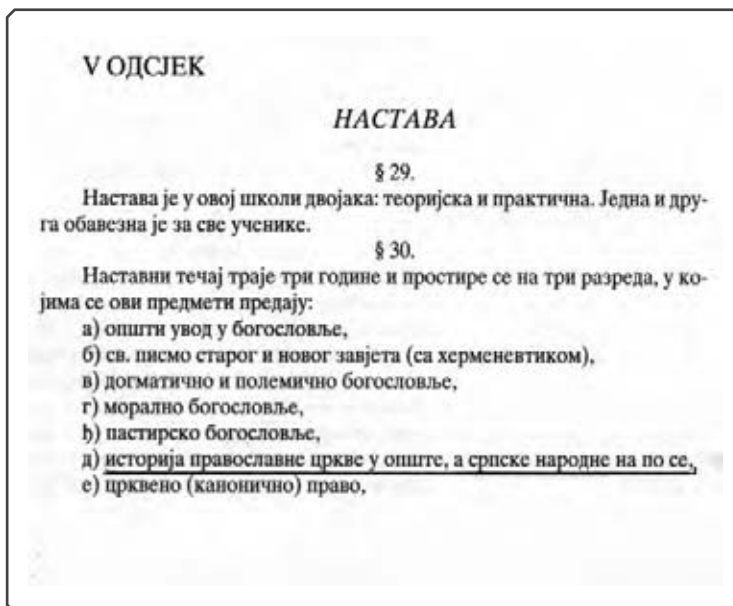 V ОДСЈЕК
НАСТАВА
§ 29.
Настава је у овој школи двојака: теоријска и практична. Једна и дру-
га обавезна је за све ученике.
§ 30.
Наставни течај траје три године и простире се на три разреда, у ко-
јима се ови предмети предају:
а) општи увод у богословље,
б) св. писмо старог и новог завјета (са херменевтиком),
в) догматично и полемично богословље,
г) морално богословље,
ђ) пастирско богословље,
д) историја православне цркве у опште, а српске народне на по се,
е) црквено (канонично) право,